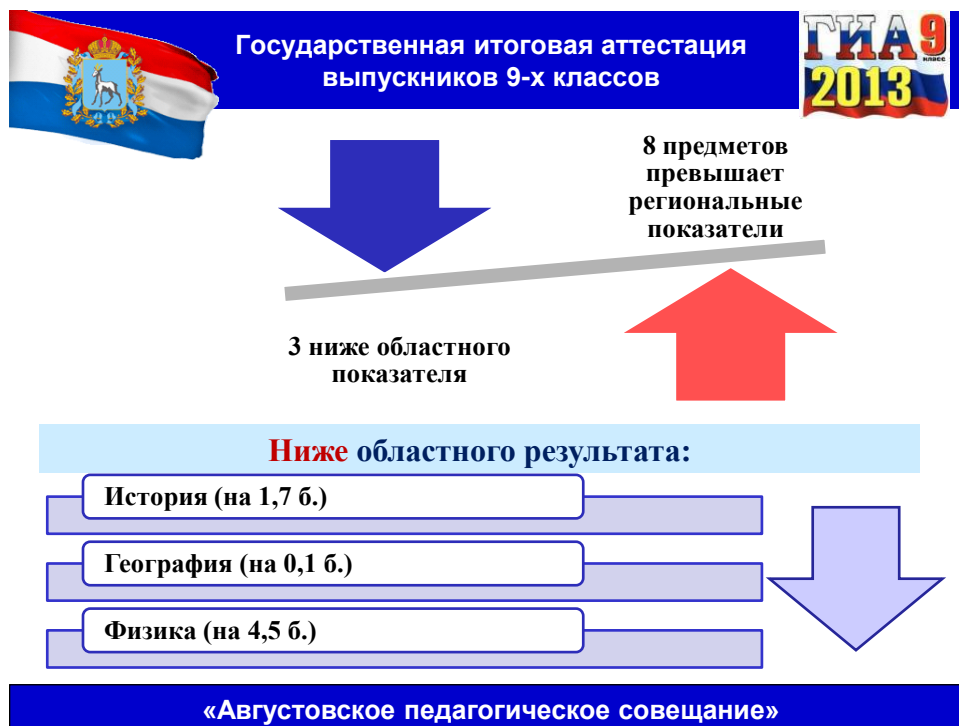 Государственная итоговая аттестация
выпускников 9-х классов
ГИА 9
класс
2013
8 предметов
превышает
региональные
показатели
3 ниже областного
показателя
Ниже областного результата:
История (на 1,7 б.)
География (на 0,1 б.)
Физика (на 4,5 б.)
«Августовское педагогическое совещание»